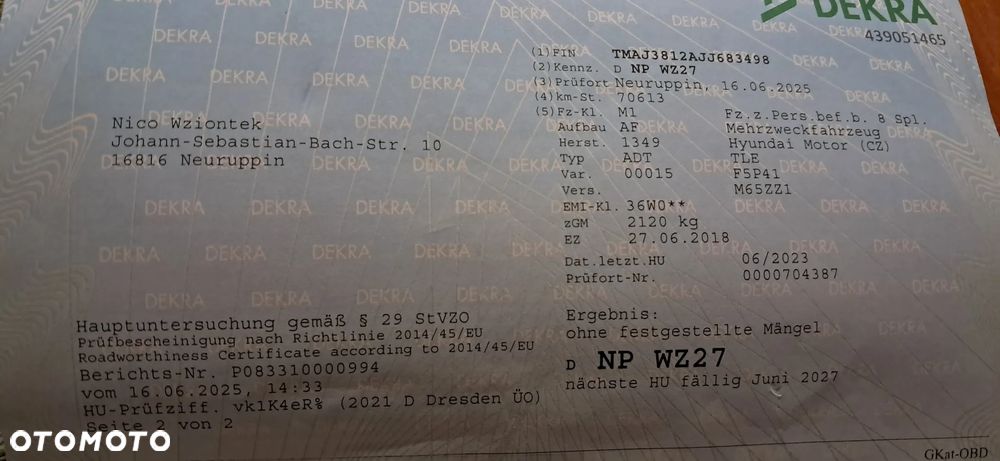 DEKRA
439051465
(1) FIN TMAJ3812AJJ683498
(2) Kennz. D NP WZ27
(3) Prüfort Neuruppin, 16.06.2025
(4) km-St. 70613
(5) Fz-Kl. M1 Fz.z.Pers.bef.b. 8 Spl.
Aufbau AF Mehrzweckfahrzeug
Herst. 1349 Hyundai Motor (CZ)
Typ ADT TLE
Var. 00015 F5P41
Vers. M65ZZ1
EMI-Kl. 36W0**
zGM 2120 kg
EZ 27.06.2018
Dat.letzt.HU 06/2023
Prüfort-Nr. 0000704387
Nico Wziontek
Johann-Sebastian-Bach-Str. 10
16816 Neuruppin
Hauptuntersuchung gemäß § 29 StVZO
Prüfbescheinigung nach Richtlinie 2014/45/EU
Roadworthiness Certificate according to 2014/45/EU
Berichts-Nr. P083310000994
vom 16.06.2025, 14:33
HU-Prüfziff. vk1K4eR% (2021 D Dresden ÜO)
Seite 2 von 2
Ergebnis:
ohne festgestellte Mängel
D NP WZ27
nächste HU fällig Juni 2027
GKat-OBD
OTOMOTO